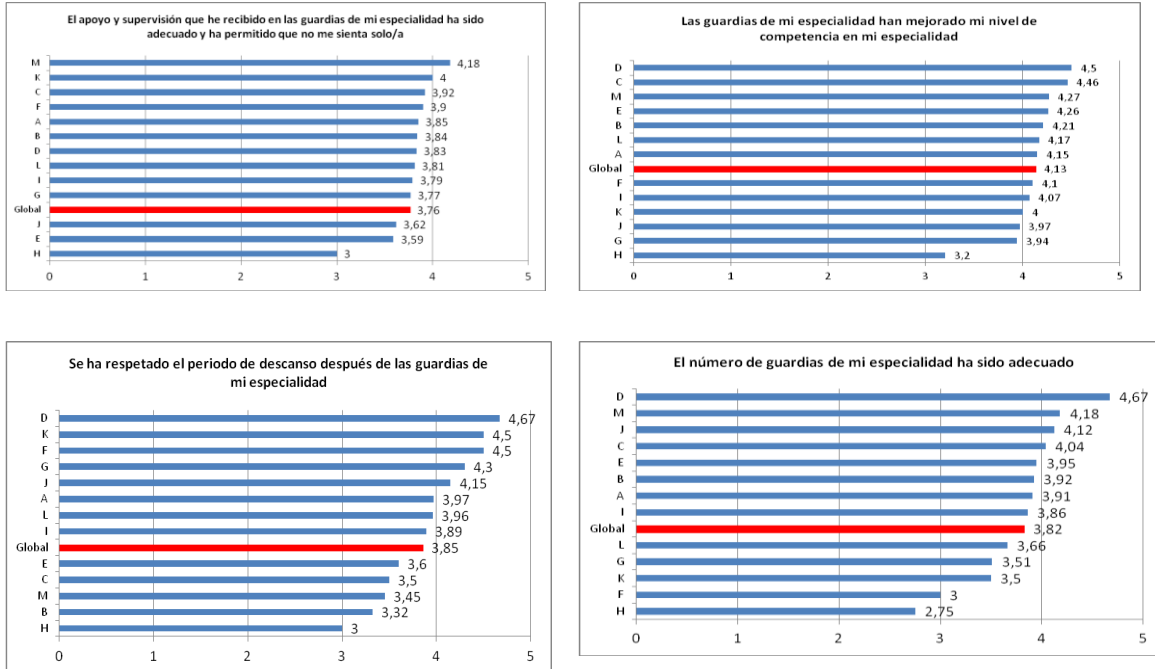 El apoyo y supervisión que he recibido en las guardias de mi especialidad ha sido
adecuado y ha permitido que no me sienta solo/a
M 4,18
K 4
C 3,92
F 3,9
A 3,85
B 3,84
D 3,83
L 3,81
I 3,79
G 3,77
Global 3,76
J 3,62
E 3,59
H 3
0 1 2 3 4 5
Las guardias de mi especialidad han mejorado mi nivel de
competencia en mi especialidad
D 4,5
C 4,46
M 4,27
E 4,26
B 4,21
L 4,17
A 4,15
Global 4,13
F 4,1
I 4,07
K 4
J 3,97
G 3,94
H 3,2
0 1 2 3 4 5
Se ha respetado el periodo de descanso después de las guardias de
mi especialidad
D 4,67
K 4,5
F 4,5
G 4,3
J 4,15
A 3,97
L 3,96
I 3,89
Global 3,85
E 3,6
C 3,5
M 3,45
B 3,32
H 3
0 1 2 3 4 5
El número de guardias de mi especialidad ha sido adecuado
D 4,67
M 4,18
J 4,12
C 4,04
E 3,95
B 3,92
A 3,91
I 3,86
Global 3,82
L 3,66
G 3,51
K 3,5
F 3
H 2,75
0 1 2 3 4 5